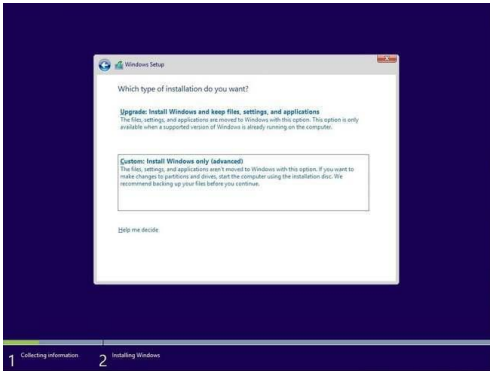 Windows Setup
Which type of installation do you want?
Upgrade: Install Windows and keep files, settings, and applications
The files, settings, and applications are moved to Windows with this option. This option is only
available when a supported version of Windows is already running on the computer.
Custom: Install Windows only (advanced)
The files, settings, and applications aren't moved to Windows with this option. If you want to
make changes to partitions and drives, start the computer using the installation disc. We
recommend backing up your files before you continue.
Help me decide
1 Collecting information
2 Installing Windows